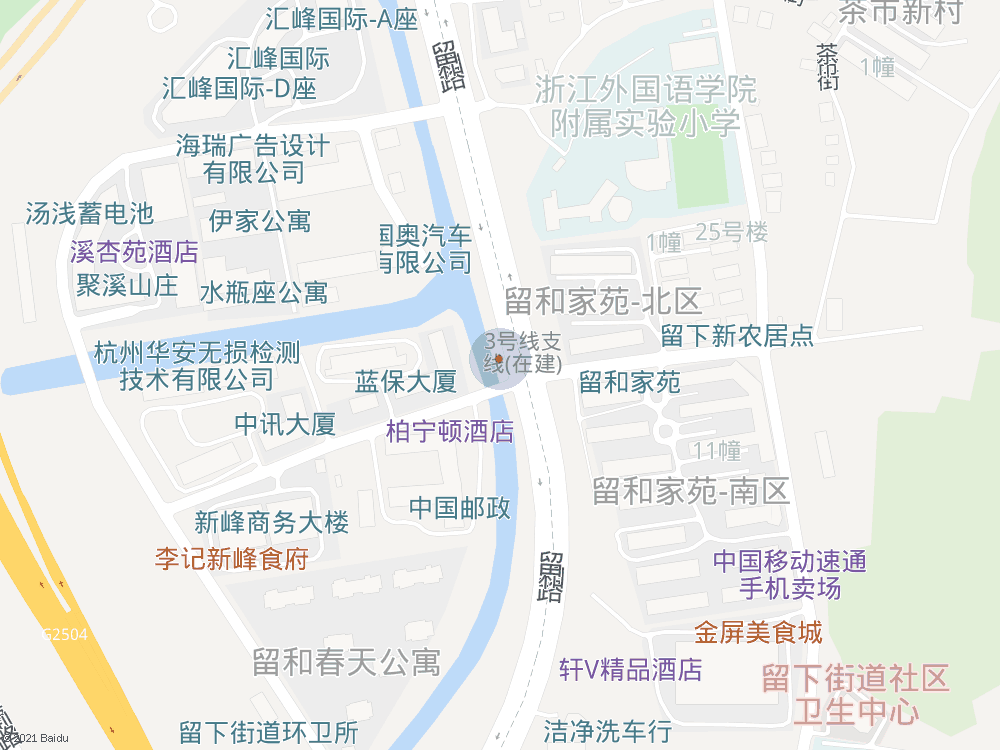 汇峰国际-A座
茶市新村
留和路
汇峰国际
茶市街
1幢
汇峰国际-D座
浙江外国语学院
附属实验小学
海瑞广告设计
有限公司
汤浅蓄电池
伊家公寓
国奥汽车
有限公司
1幢
25号楼
溪杏苑酒店
聚溪山庄
水瓶座公寓
留和家苑-北区
3号线支
线(在建)
留下新农居点
杭州华安无损检测
技术有限公司
蓝保大厦
留和家苑
中讯大厦
柏宁顿酒店
11幢
留和家苑-南区
中国邮政
新峰商务大楼
李记新峰食府
留和路
中国移动速通
手机卖场
G2504
金屏美食城
留和春天公寓
轩V精品酒店
留下街道社区
卫生中心
留下街道环卫所
洁净洗车行
© 2021 Baidu